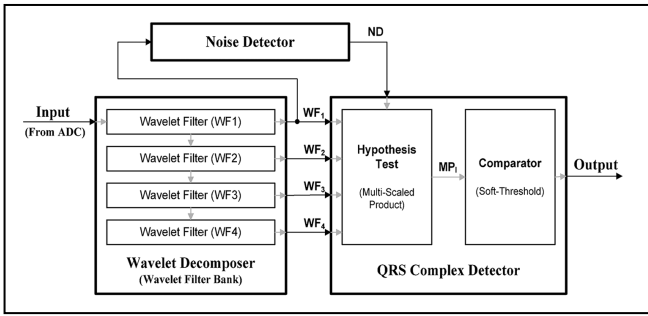 Noise Detector
ND
Input
(From ADC)
Wavelet Filter (WF1)
Wavelet Filter (WF2)
Wavelet Filter (WF3)
Wavelet Filter (WF4)
Wavelet Decomposer
(Wavelet Filter Bank)
WF1
WF2
WF3
WF4
Hypothesis
Test
(Multi-Scaled
Product)
MPI
Comparator
(Soft-Threshold)
QRS Complex Detector
Output